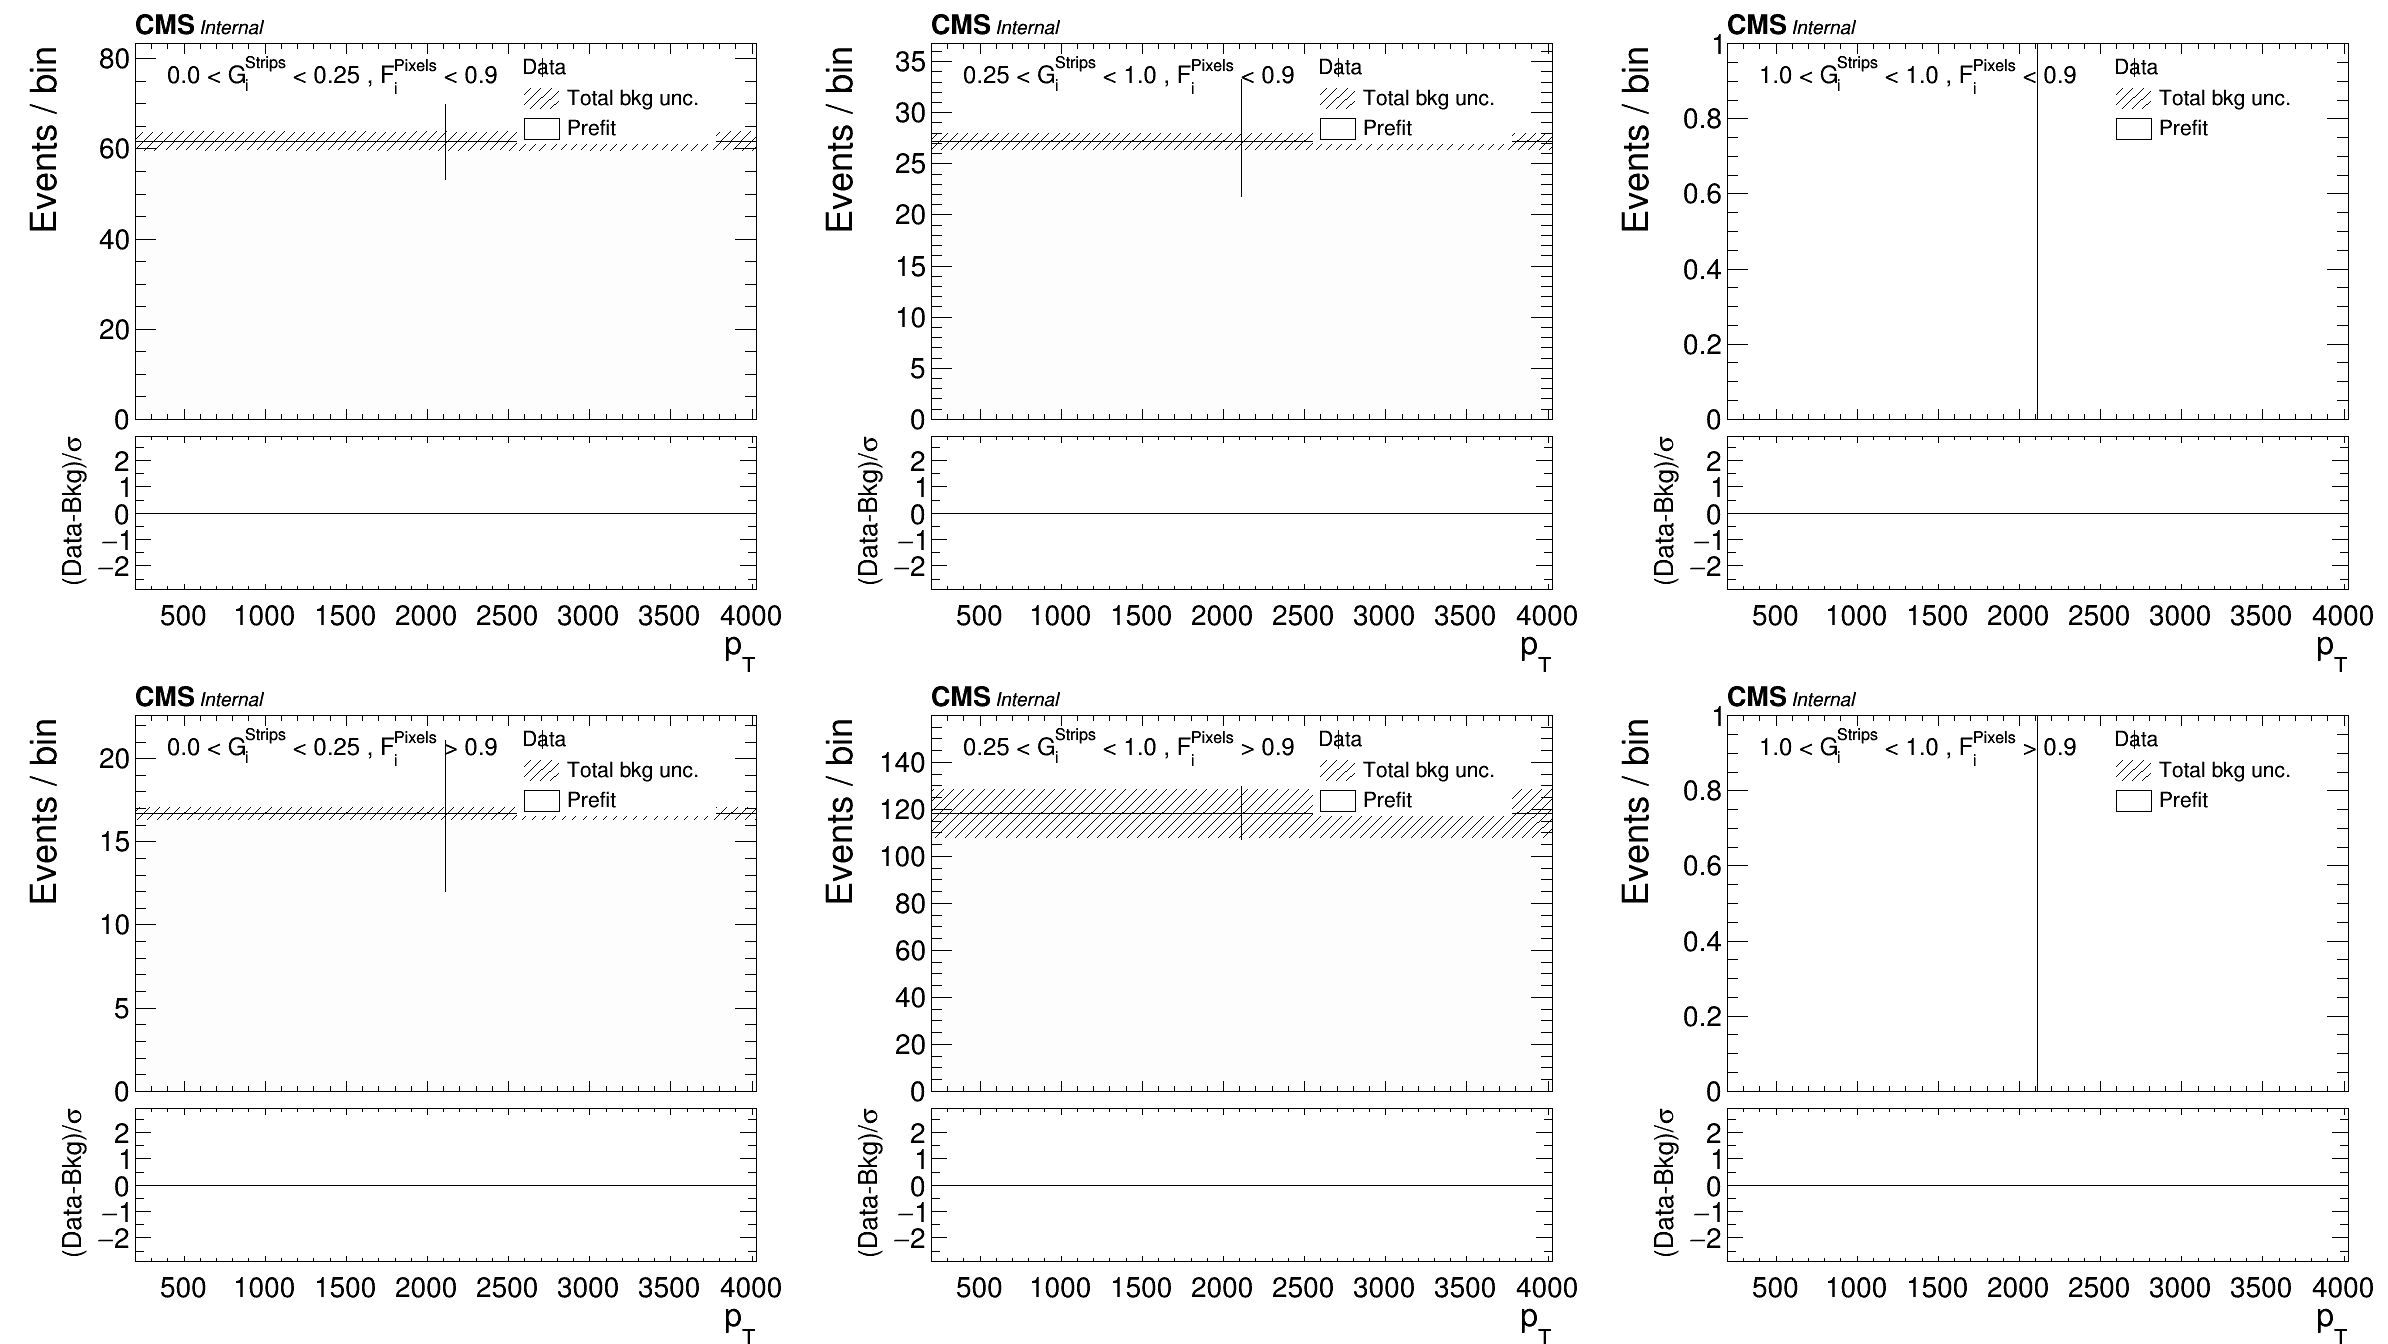 CMS Internal
Events / bin
80
60
40
20
0
0.0 < G_i^Strips < 0.25 , F_i^Pixels < 0.9
Data
Total bkg unc.
Prefit
(Data-Bkg)/σ
2
1
0
−1
−2
500 1000 1500 2000 2500 3000 3500 4000
p_T
CMS Internal
Events / bin
35
30
25
20
15
10
5
0
0.25 < G_i^Strips < 1.0 , F_i^Pixels < 0.9
Data
Total bkg unc.
Prefit
(Data-Bkg)/σ
2
1
0
−1
−2
500 1000 1500 2000 2500 3000 3500 4000
p_T
CMS Internal
Events / bin
1
0.8
0.6
0.4
0.2
0
1.0 < G_i^Strips < 1.0 , F_i^Pixels < 0.9
Data
Total bkg unc.
Prefit
(Data-Bkg)/σ
2
1
0
−1
−2
500 1000 1500 2000 2500 3000 3500 4000
p_T
CMS Internal
Events / bin
20
15
10
5
0
0.0 < G_i^Strips < 0.25 , F_i^Pixels > 0.9
Data
Total bkg unc.
Prefit
(Data-Bkg)/σ
2
1
0
−1
−2
500 1000 1500 2000 2500 3000 3500 4000
p_T
CMS Internal
Events / bin
140
120
100
80
60
40
20
0
0.25 < G_i^Strips < 1.0 , F_i^Pixels > 0.9
Data
Total bkg unc.
Prefit
(Data-Bkg)/σ
2
1
0
−1
−2
500 1000 1500 2000 2500 3000 3500 4000
p_T
CMS Internal
Events / bin
1
0.8
0.6
0.4
0.2
0
1.0 < G_i^Strips < 1.0 , F_i^Pixels > 0.9
Data
Total bkg unc.
Prefit
(Data-Bkg)/σ
2
1
0
−1
−2
500 1000 1500 2000 2500 3000 3500 4000
p_T